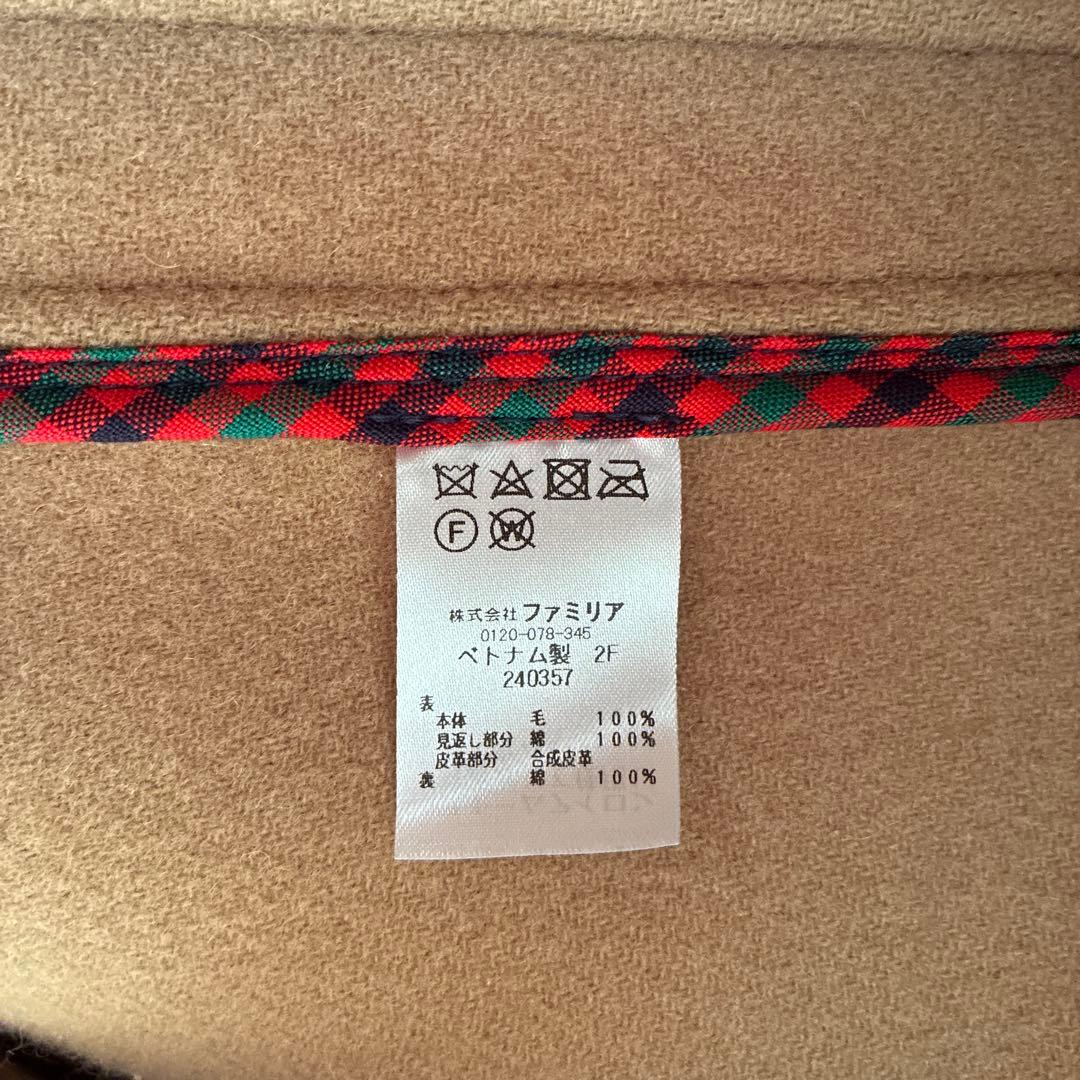 F W
株式会社ファミリア
0120-078-345
ベトナム製 2F
240357
表
本体 毛 100%
見返し部分 綿 100%
皮革部分 合成皮革
裏 綿 100%